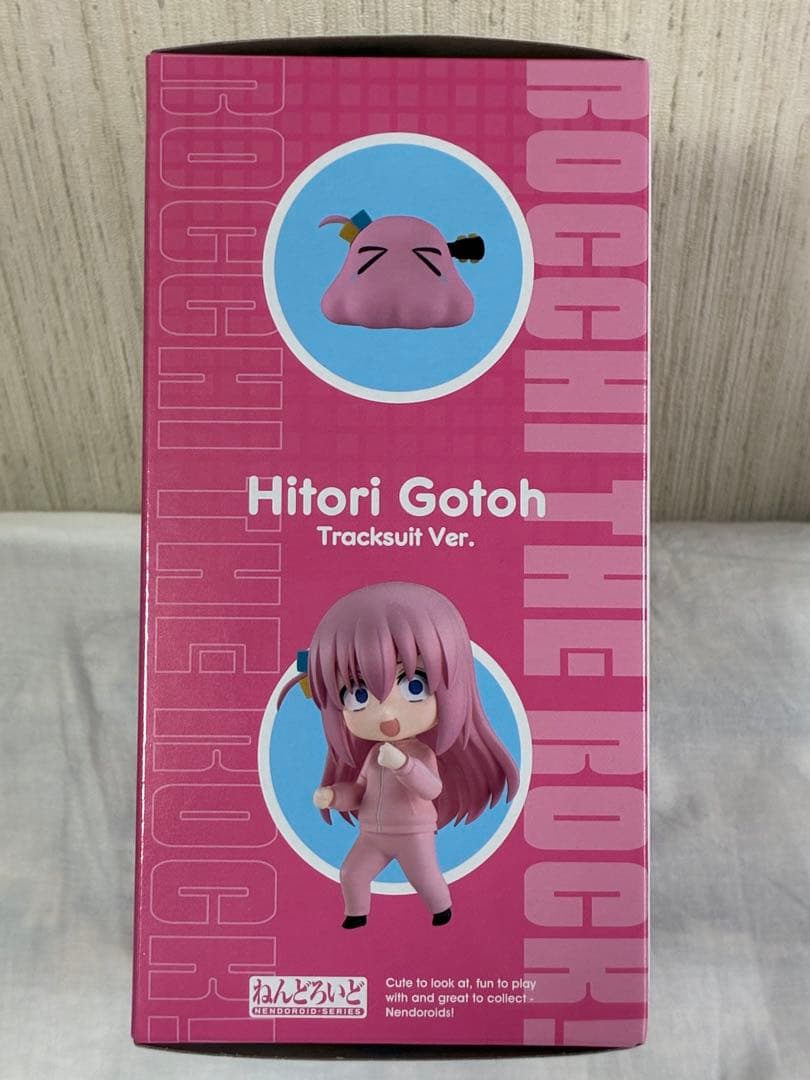 BOCCHI THE ROCK!
BOCCHI THE ROCK!
Hitori Gotoh
Tracksuit Ver.
ねんどろいど
NENDOROID·SERIES
Cute to look at, fun to play
with and great to collect -
Nendoroids!